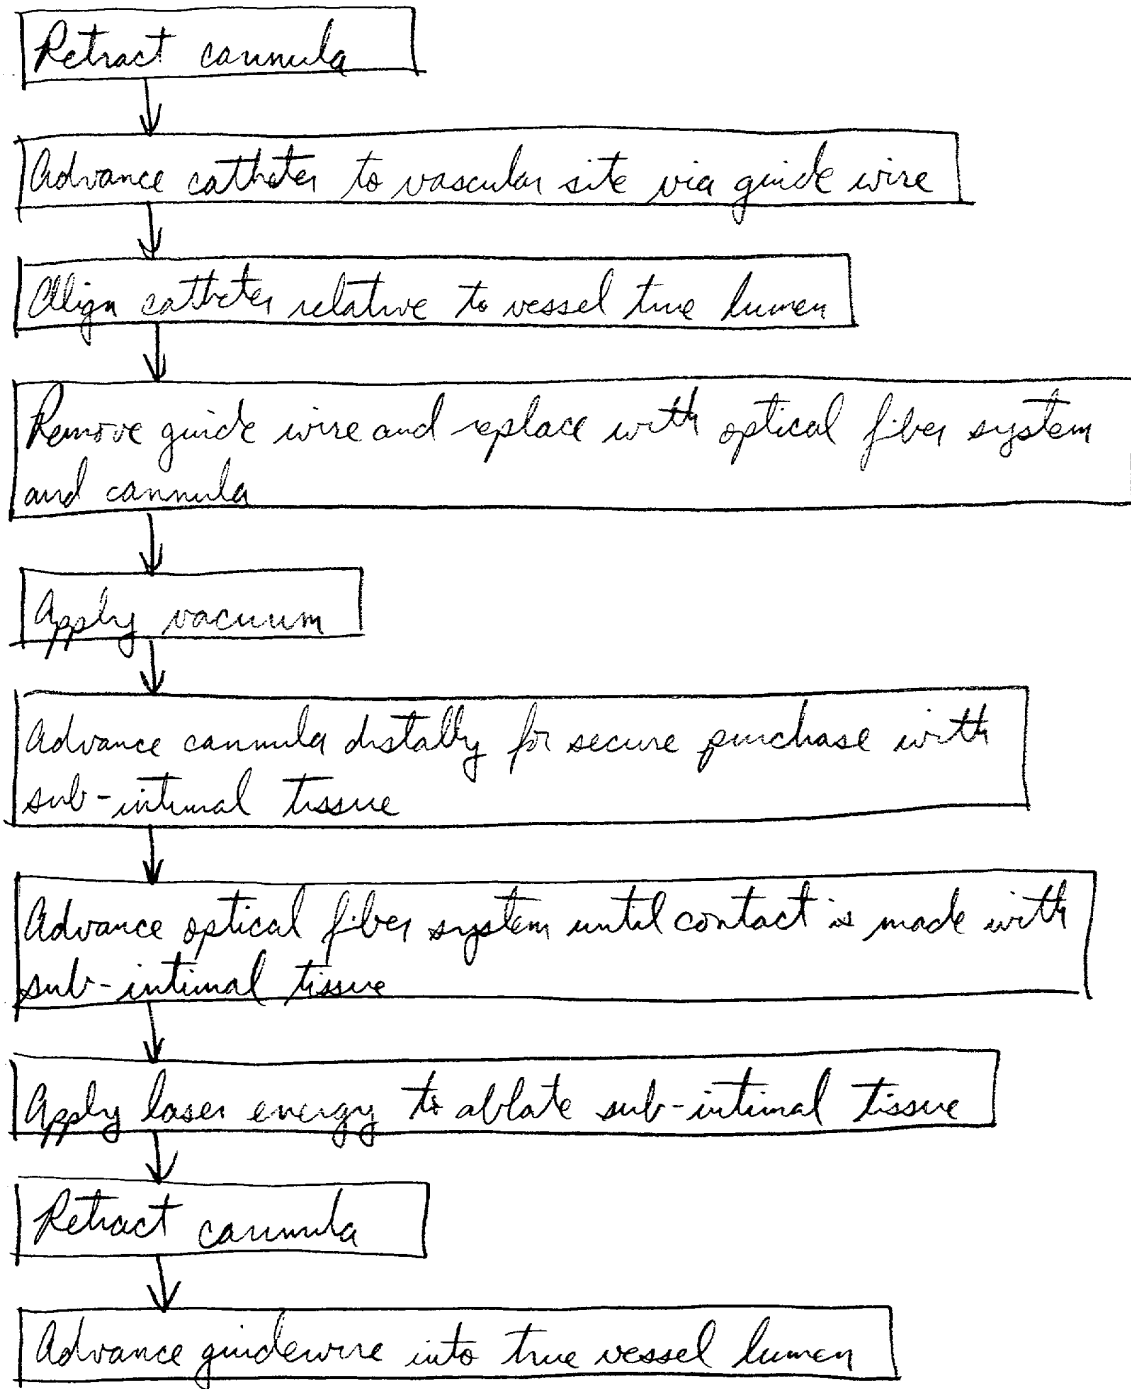 Retract cannula
Advance catheter to vascular site via guide wire
Align catheter relative to vessel true lumen
Remove guide wire and replace with optical fiber system
and cannula
Apply vacuum
Advance cannula distally for secure purchase with
sub-intimal tissue
Advance optical fiber system until contact is made with
sub-intimal tissue
Apply laser energy to ablate sub-intimal tissue
Retract cannula
Advance guidewire into true vessel lumen